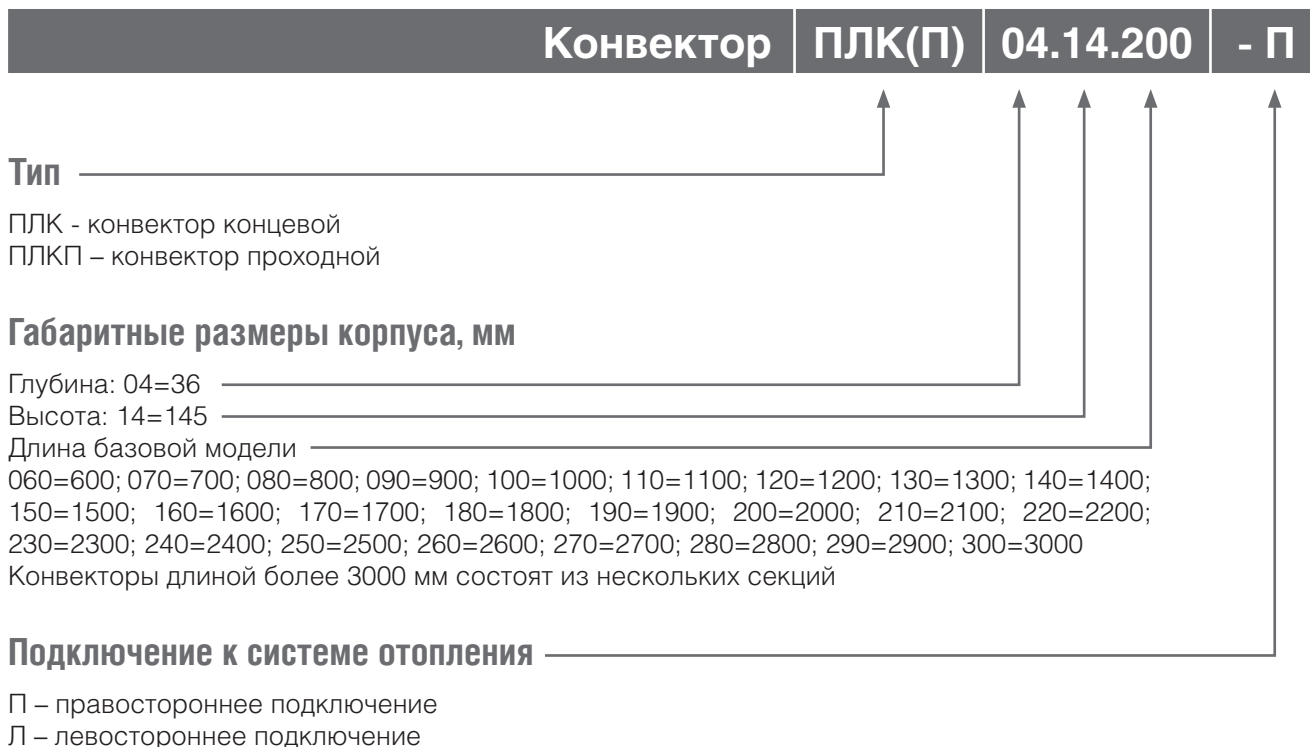 Конвектор ПЛК(П) 04.14.200 - П
Тип
ПЛК - конвектор концевой
ПЛКП – конвектор проходной
Габаритные размеры корпуса, мм
Глубина: 04=36
Высота: 14=145
Длина базовой модели
060=600; 070=700; 080=800; 090=900; 100=1000; 110=1100; 120=1200; 130=1300; 140=1400;
150=1500; 160=1600; 170=1700; 180=1800; 190=1900; 200=2000; 210=2100; 220=2200;
230=2300; 240=2400; 250=2500; 260=2600; 270=2700; 280=2800; 290=2900; 300=3000
Конвекторы длиной более 3000 мм состоят из нескольких секций
Подключение к системе отопления
П – правостороннее подключение
Л – левостороннее подключение